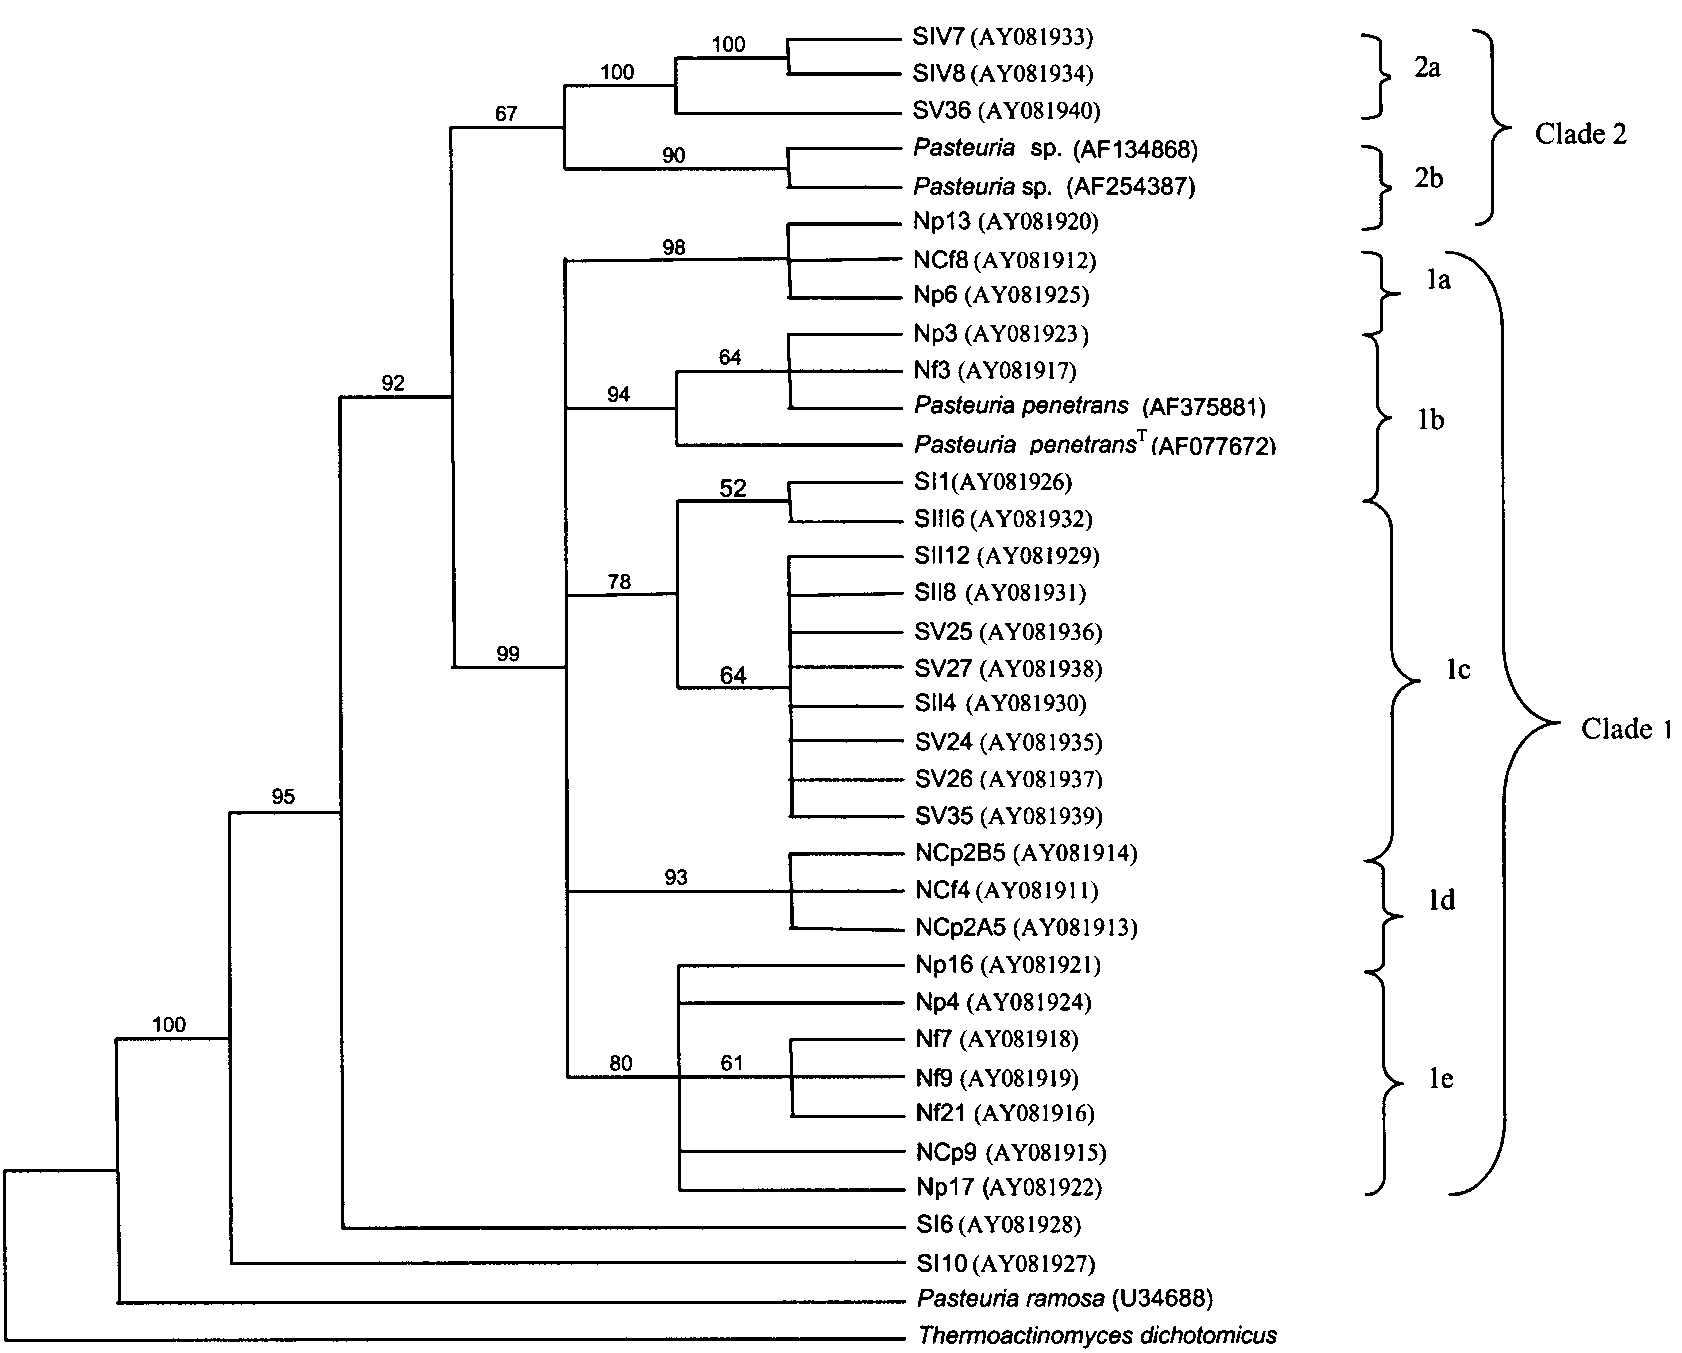 SIV7 (AY081933)
100
SIV8 (AY081934)
2a
100
SV36 (AY081940)
67
Clade 2
Pasteuria sp. (AF134868)
90
Pasteuria sp. (AF254387)
2b
Np13 (AY081920)
98
NCf8 (AY081912)
1a
Np6 (AY081925)
Np3 (AY081923)
64
Nf3 (AY081917)
92
94
Pasteuria penetrans (AF375881)
1b
Pasteuria penetransT (AF077672)
SI1(AY081926)
52
SIII6 (AY081932)
SII12 (AY081929)
78
SII8 (AY081931)
SV25 (AY081936)
99
SV27 (AY081938)
64
1c
SII4 (AY081930)
Clade 1
SV24 (AY081935)
SV26 (AY081937)
95
SV35 (AY081939)
NCp2B5 (AY081914)
93
NCf4 (AY081911)
1d
NCp2A5 (AY081913)
Np16 (AY081921)
Np4 (AY081924)
100
Nf7 (AY081918)
80
61
Nf9 (AY081919)
1e
Nf21 (AY081916)
NCp9 (AY081915)
Np17 (AY081922)
SI6 (AY081928)
SI10 (AY081927)
Pasteuria ramosa (U34688)
Thermoactinomyces dichotomicus